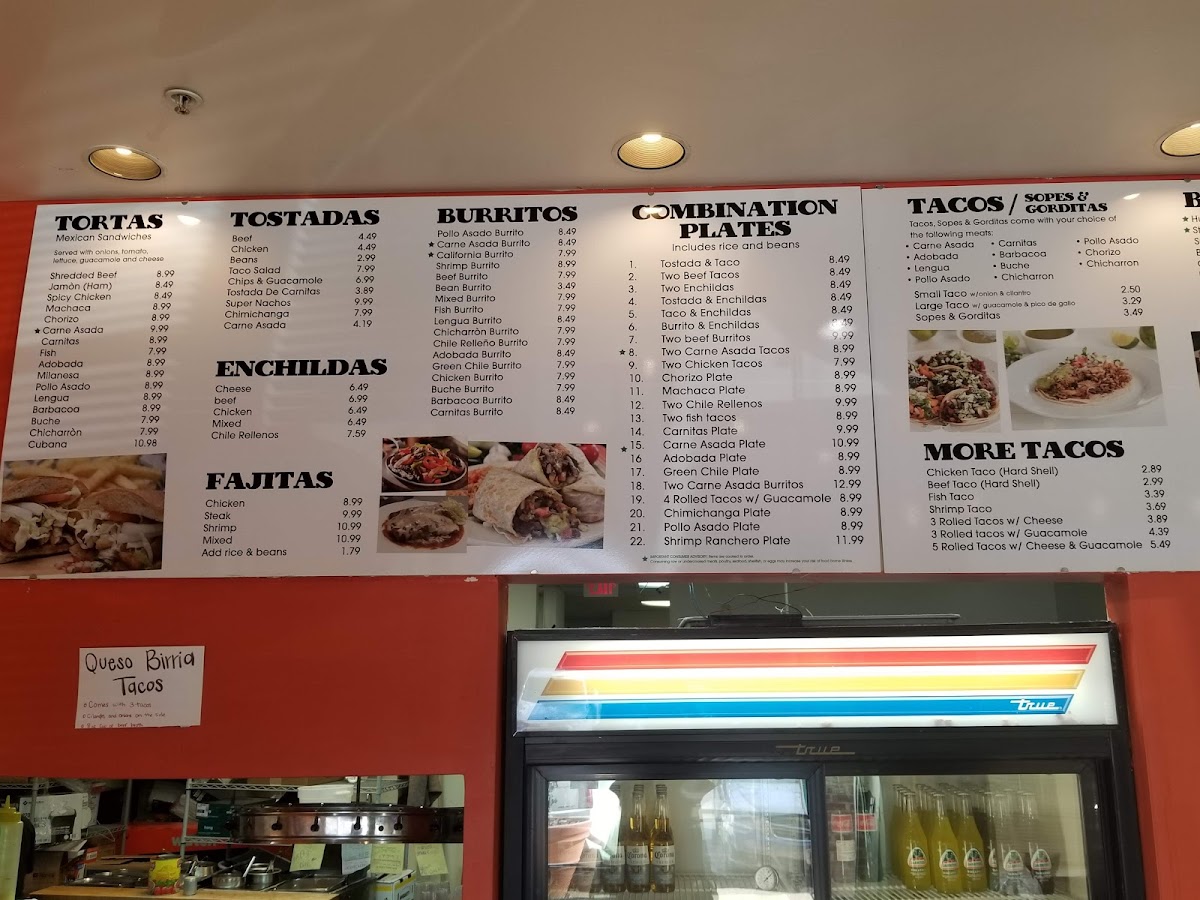 TORTAS
Mexican Sandwiches
Served with onions, tomato,
lettuce, guacamole and cheese
Shredded Beef 8.99
Jamòn (Ham) 8.49
Spicy Chicken 8.49
Machaca 8.99
Chorizo 8.99
★ Carne Asada 9.99
Carnitas 8.99
Fish 7.99
Adobada 8.99
Milanesa 8.99
Pollo Asado 8.99
Lengua 8.99
Barbacoa 8.99
Buche 7.99
Chicharròn 7.99
Cubana 10.98
TOSTADAS
Beef 4.49
Chicken 4.49
Beans 2.99
Taco Salad 7.99
Chips & Guacamole 6.99
Tostada De Carnitas 3.89
Super Nachos 9.99
Chimichanga 7.99
Carne Asada 4.19
ENCHILDAS
Cheese 6.49
beef 6.99
Chicken 6.49
Mixed 6.49
Chile Rellenos 7.59
FAJITAS
Chicken 8.99
Steak 9.99
Shrimp 10.99
Mixed 10.99
Add rice & beans 1.79
BURRITOS
Pollo Asado Burrito 8.49
★ Carne Asada Burrito 7.99
★ California Burrito 7.99
Shrimp Burrito 8.99
Beef Burrito 7.99
Bean Burrito 3.49
Mixed Burrito 7.99
Fish Burrito 7.99
Lengua Burrito 8.49
Chicharròn Burrito 7.99
Chile Relleño Burrito 7.99
Adobada Burrito 8.49
Green Chile Burrito 7.99
Chicken Burrito 7.99
Buche Burrito 7.99
Barbacoa Burrito 8.49
Carnitas Burrito 8.49
COMBINATION
PLATES
Includes rice and beans
1. Tostada & Taco 8.49
2. Two Beef Tacos 8.49
3. Two Enchildas 8.49
4. Tostada & Enchildas 8.49
5. Taco & Enchildas 8.49
6. Burrito & Enchildas .49
7. Two beef Burritos 9.99
★ 8. Two Carne Asada Tacos 8.99
9. Two Chicken Tacos 7.99
10. Chorizo Plate 8.99
11. Machaca Plate 8.99
12. Two Chile Rellenos 9.99
13. Two fish tacos 8.99
14. Carnitas Plate 9.99
★ 15. Carne Asada Plate 10.99
16 Adobada Plate 8.99
17. Green Chile Plate 8.99
18. Two Carne Asada Burritos 12.99
19. 4 Rolled Tacos w/ Guacamole 8.99
20. Chimichanga Plate 8.99
21. Pollo Asado Plate 8.99
22. Shrimp Ranchero Plate 11.99
TACOS / SOPES &
GORDITAS
Tacos, Sopes & Gorditas come with your choice of
the following meats:
• Carne Asada
• Adobada
• Lengua
• Pollo Asado
• Carnitas
• Barbacoa
• Buche
• Chicharron
• Pollo Asado
• Chorizo
• Chicharron
Small Taco w/onion & cilantro 2.50
Large Taco w/ guacamole & pico de gallo 3.29
Sopes & Gorditas 3.49
MORE TACOS
Chicken Taco (Hard Shell) 2.89
Beef Taco (Hard Shell) 2.99
Fish Taco 3.39
Shrimp Taco 3.69
3 Rolled Tacos w/ Cheese 3.89
3 Rolled tacos w/ Guacamole 4.39
5 Rolled Tacos w/ Cheese & Guacamole 5.49
B
EXIT
Queso Birria
Tacos
# Comes with 3 tacos
true
true